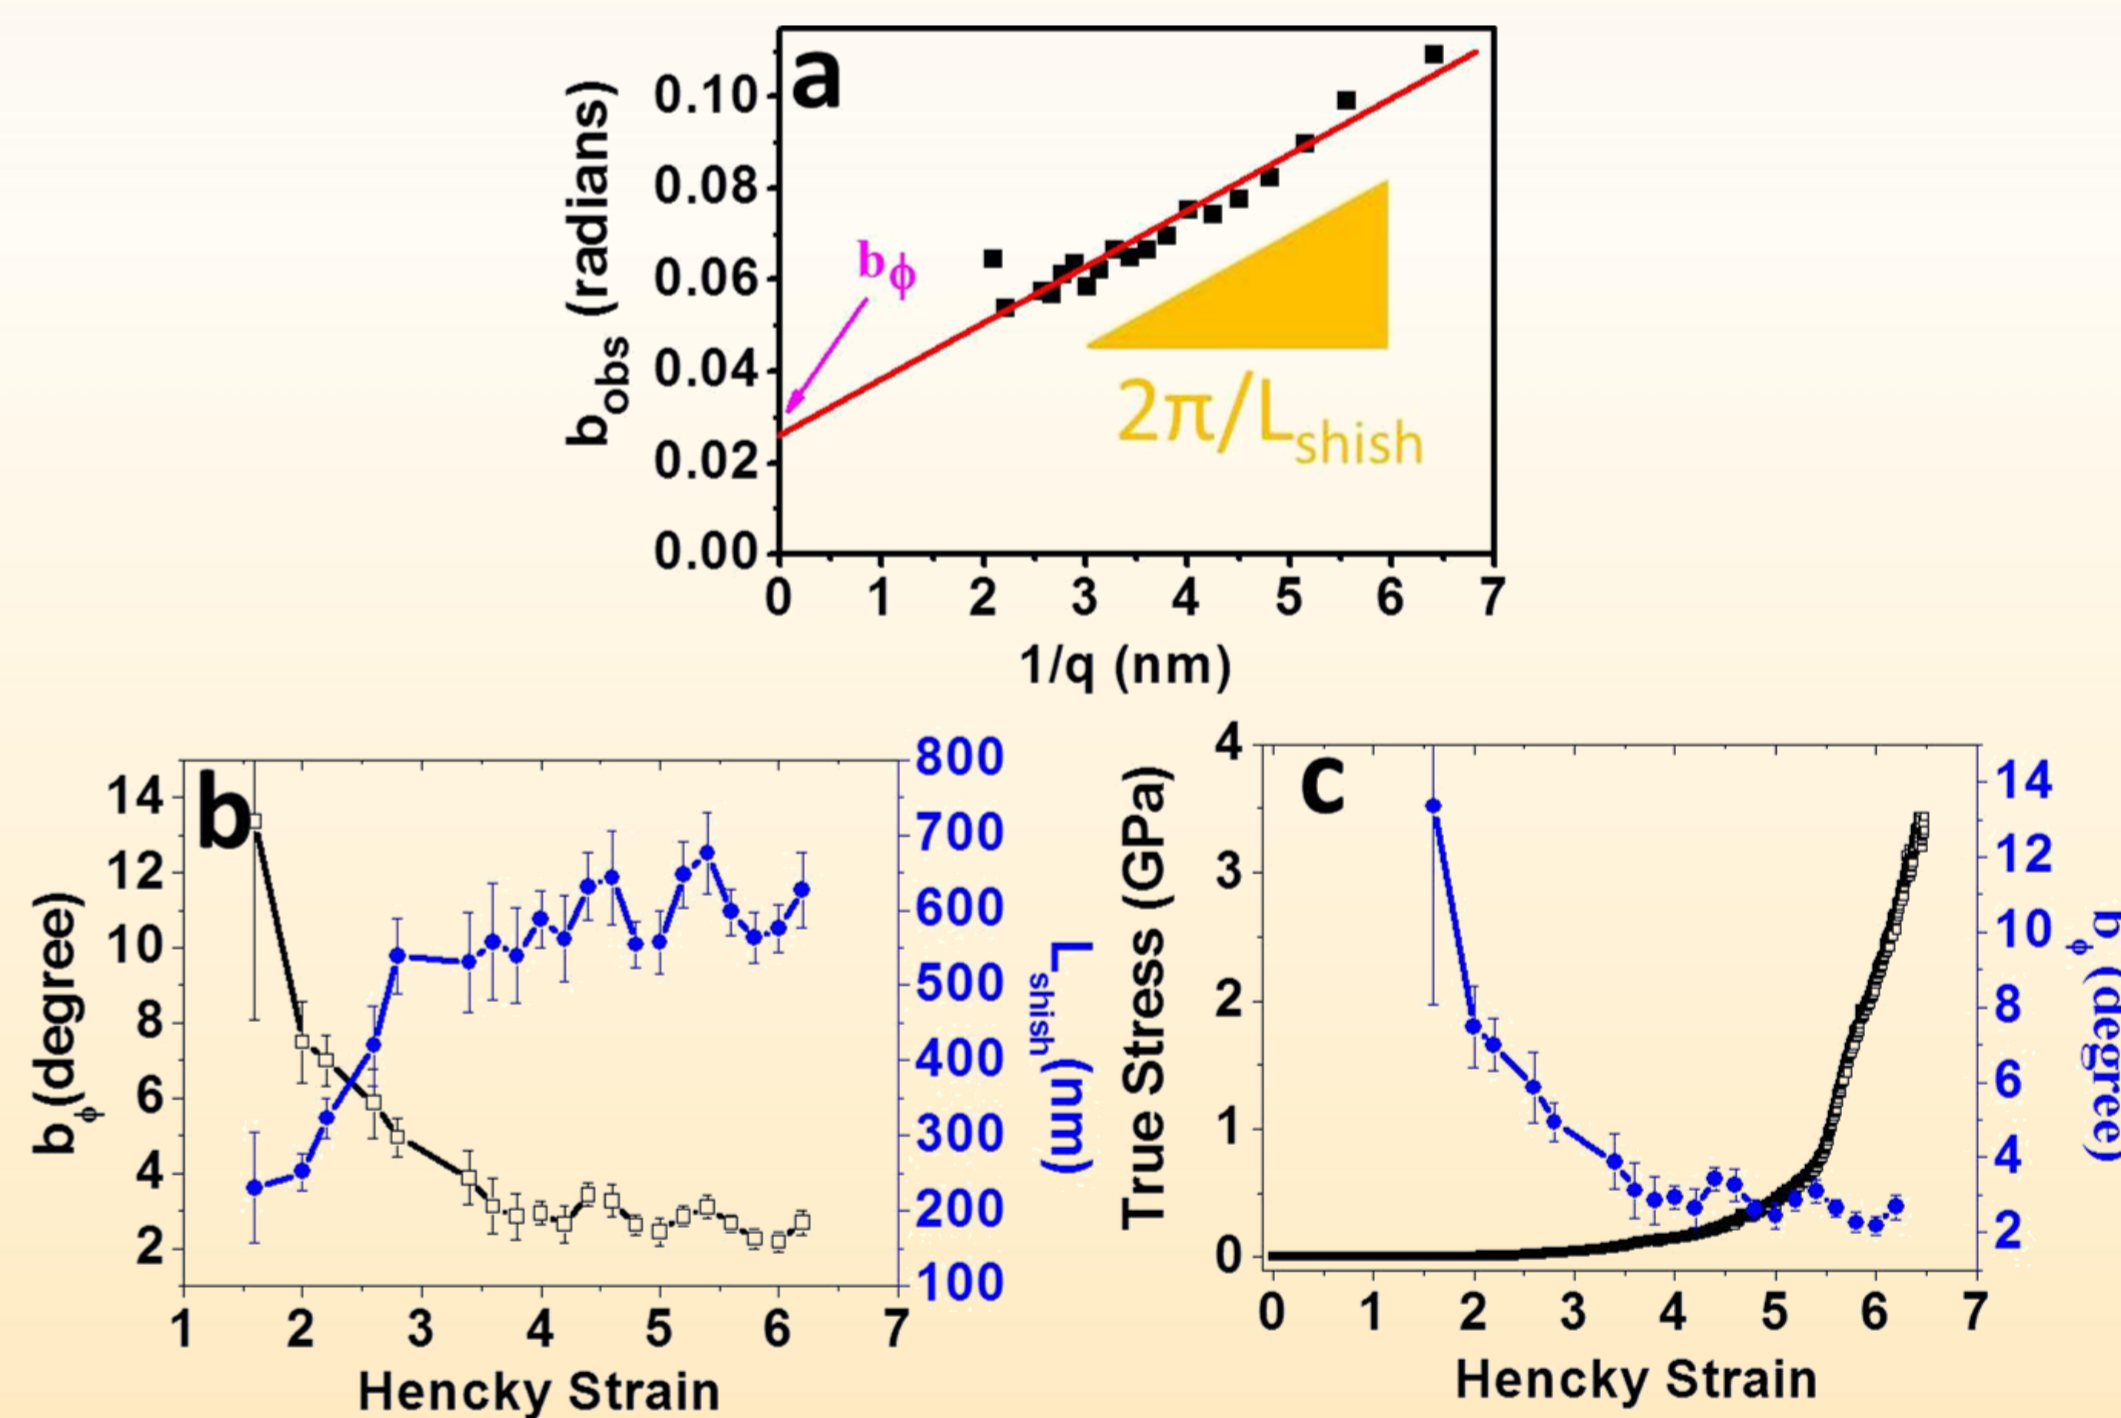 a
b_obs (radians)
0.10
0.08
0.06
0.04
0.02
0.00
bϕ
2π/L_shish
0 1 2 3 4 5 6 7
1/q (nm)
b
bϕ (degree)
14
12
10
8
6
4
2
800
700
600
500
400
300
200
100
L_shish (nm)
1 2 3 4 5 6 7
Hencky Strain
c
True Stress (GPa)
4
3
2
1
0
14
12
10
8
6
4
2
bϕ (degree)
0 1 2 3 4 5 6 7
Hencky Strain